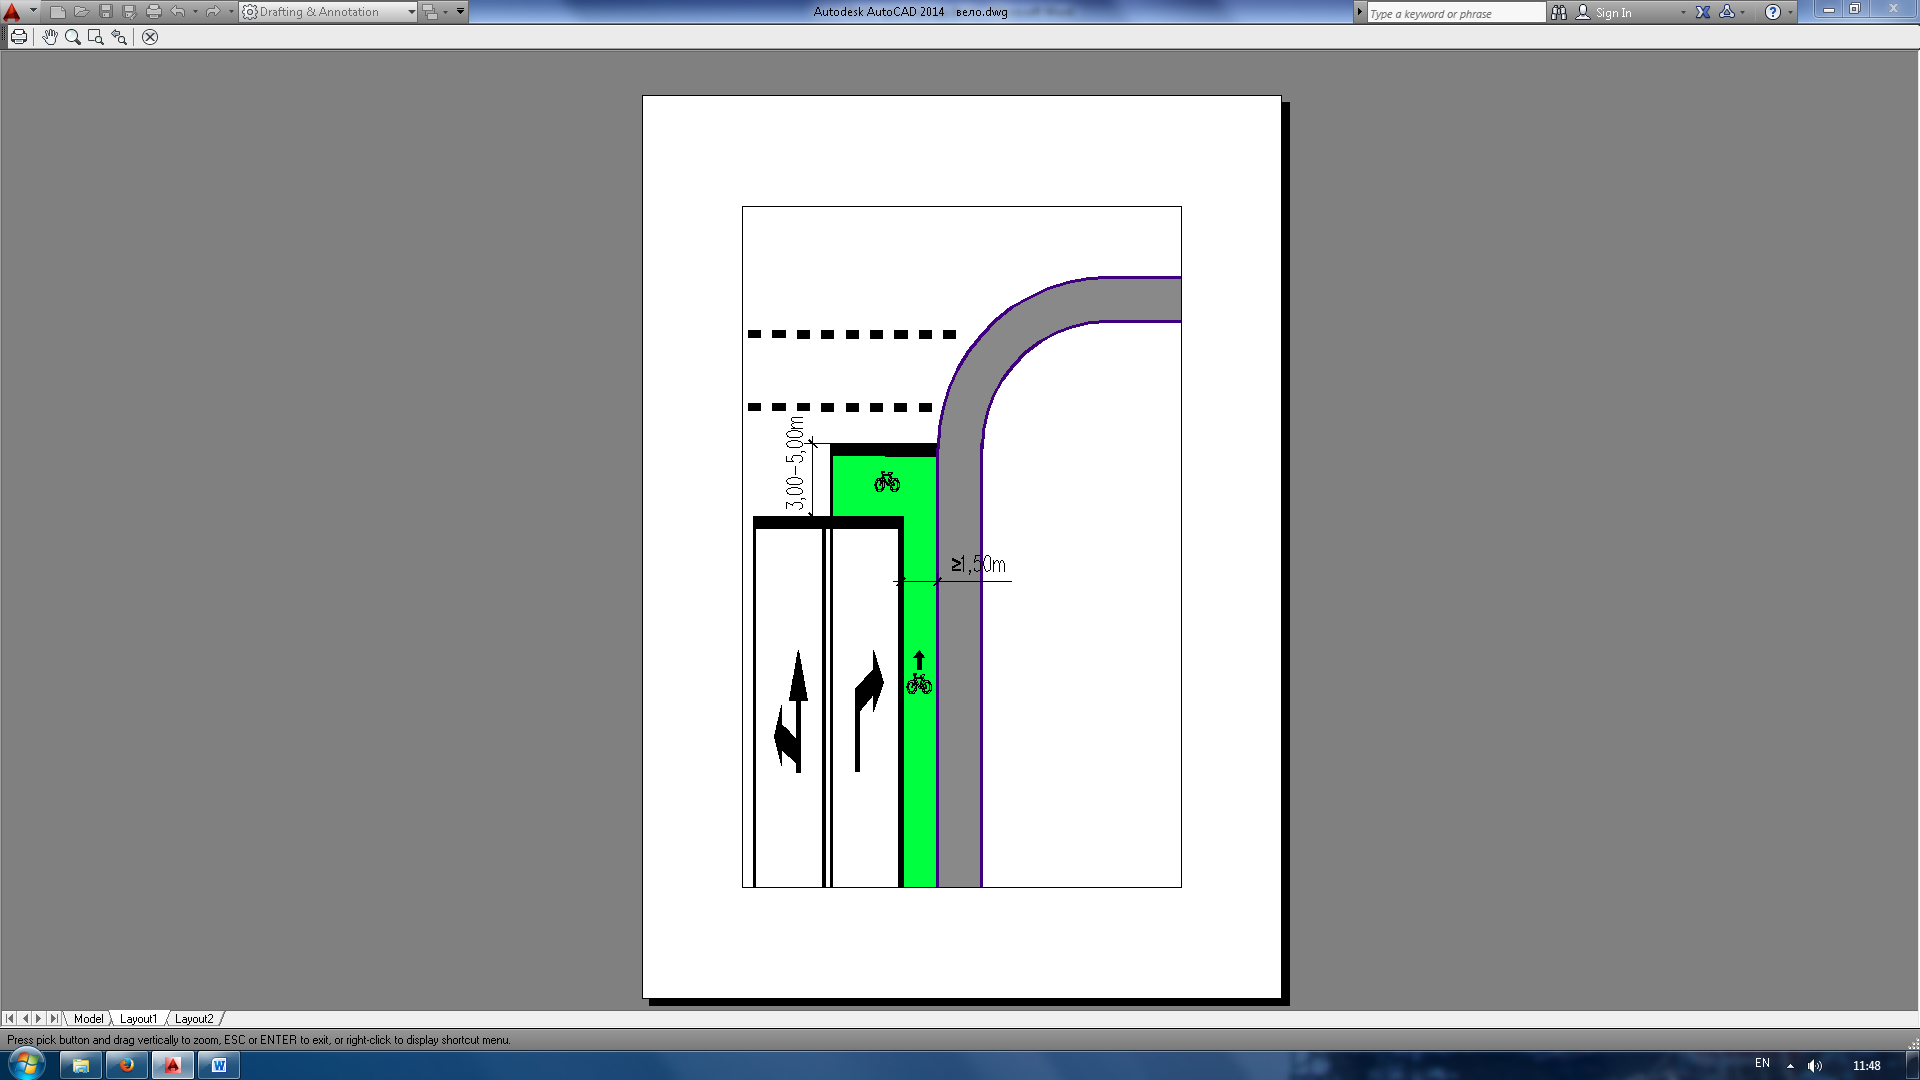 Drafting & Annotation
Autodesk AutoCAD 2014 вело.dwg
Type a keyword or phrase
Sign In
3,00-5,00m
≥1,50m
Model
Layout1
Layout2
Press pick button and drag vertically to zoom, ESC or ENTER to exit, or right-click to display shortcut menu.
EN
11:48